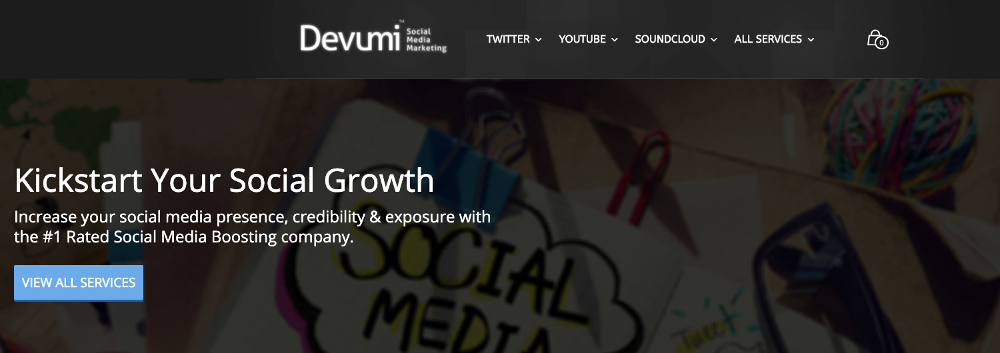 Devumi™
Social
Media
Marketing
TWITTER
YOUTUBE
SOUNDCLOUD
ALL SERVICES
0
Kickstart Your Social Growth
Increase your social media presence, credibility & exposure with
the #1 Rated Social Media Boosting company.
VIEW ALL SERVICES
SOCIAL
MEDIA
Tweet